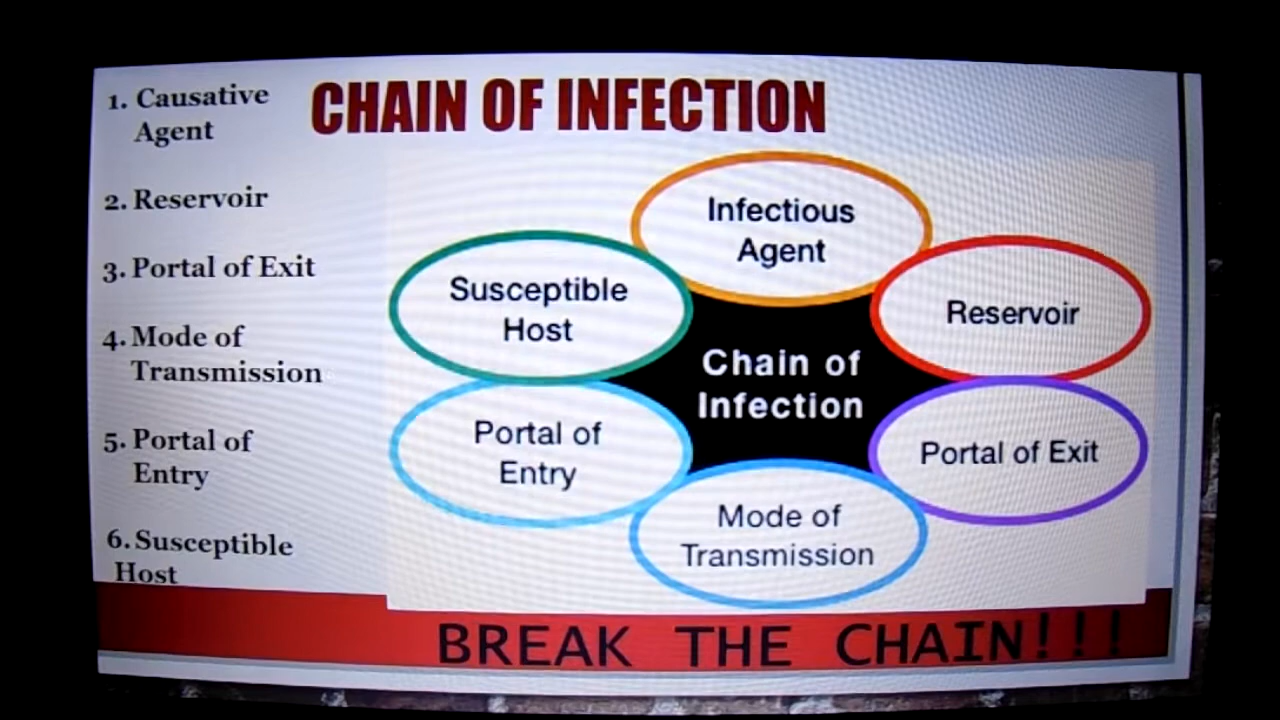 CHAIN OF INFECTION
1. Causative
Agent
2. Reservoir
3. Portal of Exit
4. Mode of
Transmission
5. Portal of
Entry
6. Susceptible
Host
Infectious
Agent
Reservoir
Portal of Exit
Mode of
Transmission
Portal of
Entry
Susceptible
Host
Chain of
Infection
BREAK THE CHAIN!!!